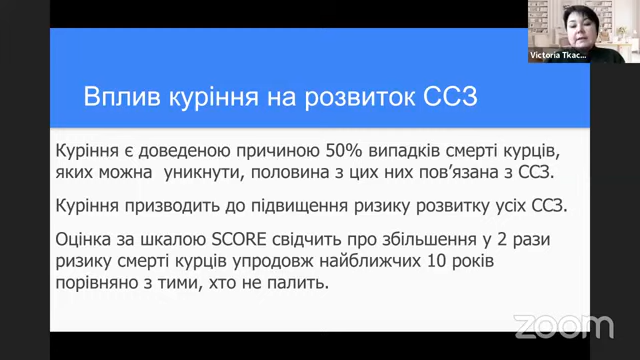 Victoria Tkac...
Вплив куріння на розвиток ССЗ
Куріння є доведеною причиною 50% випадків смерті курців,
яких можна уникнути, половина з цих них пов’язана з ССЗ.
Куріння призводить до підвищення ризику розвитку усіх ССЗ.
Оцінка за шкалою SCORE свідчить про збільшення у 2 рази
ризику смерті курців упродовж найближчих 10 років
порівняно з тими, хто не палить.
zoom